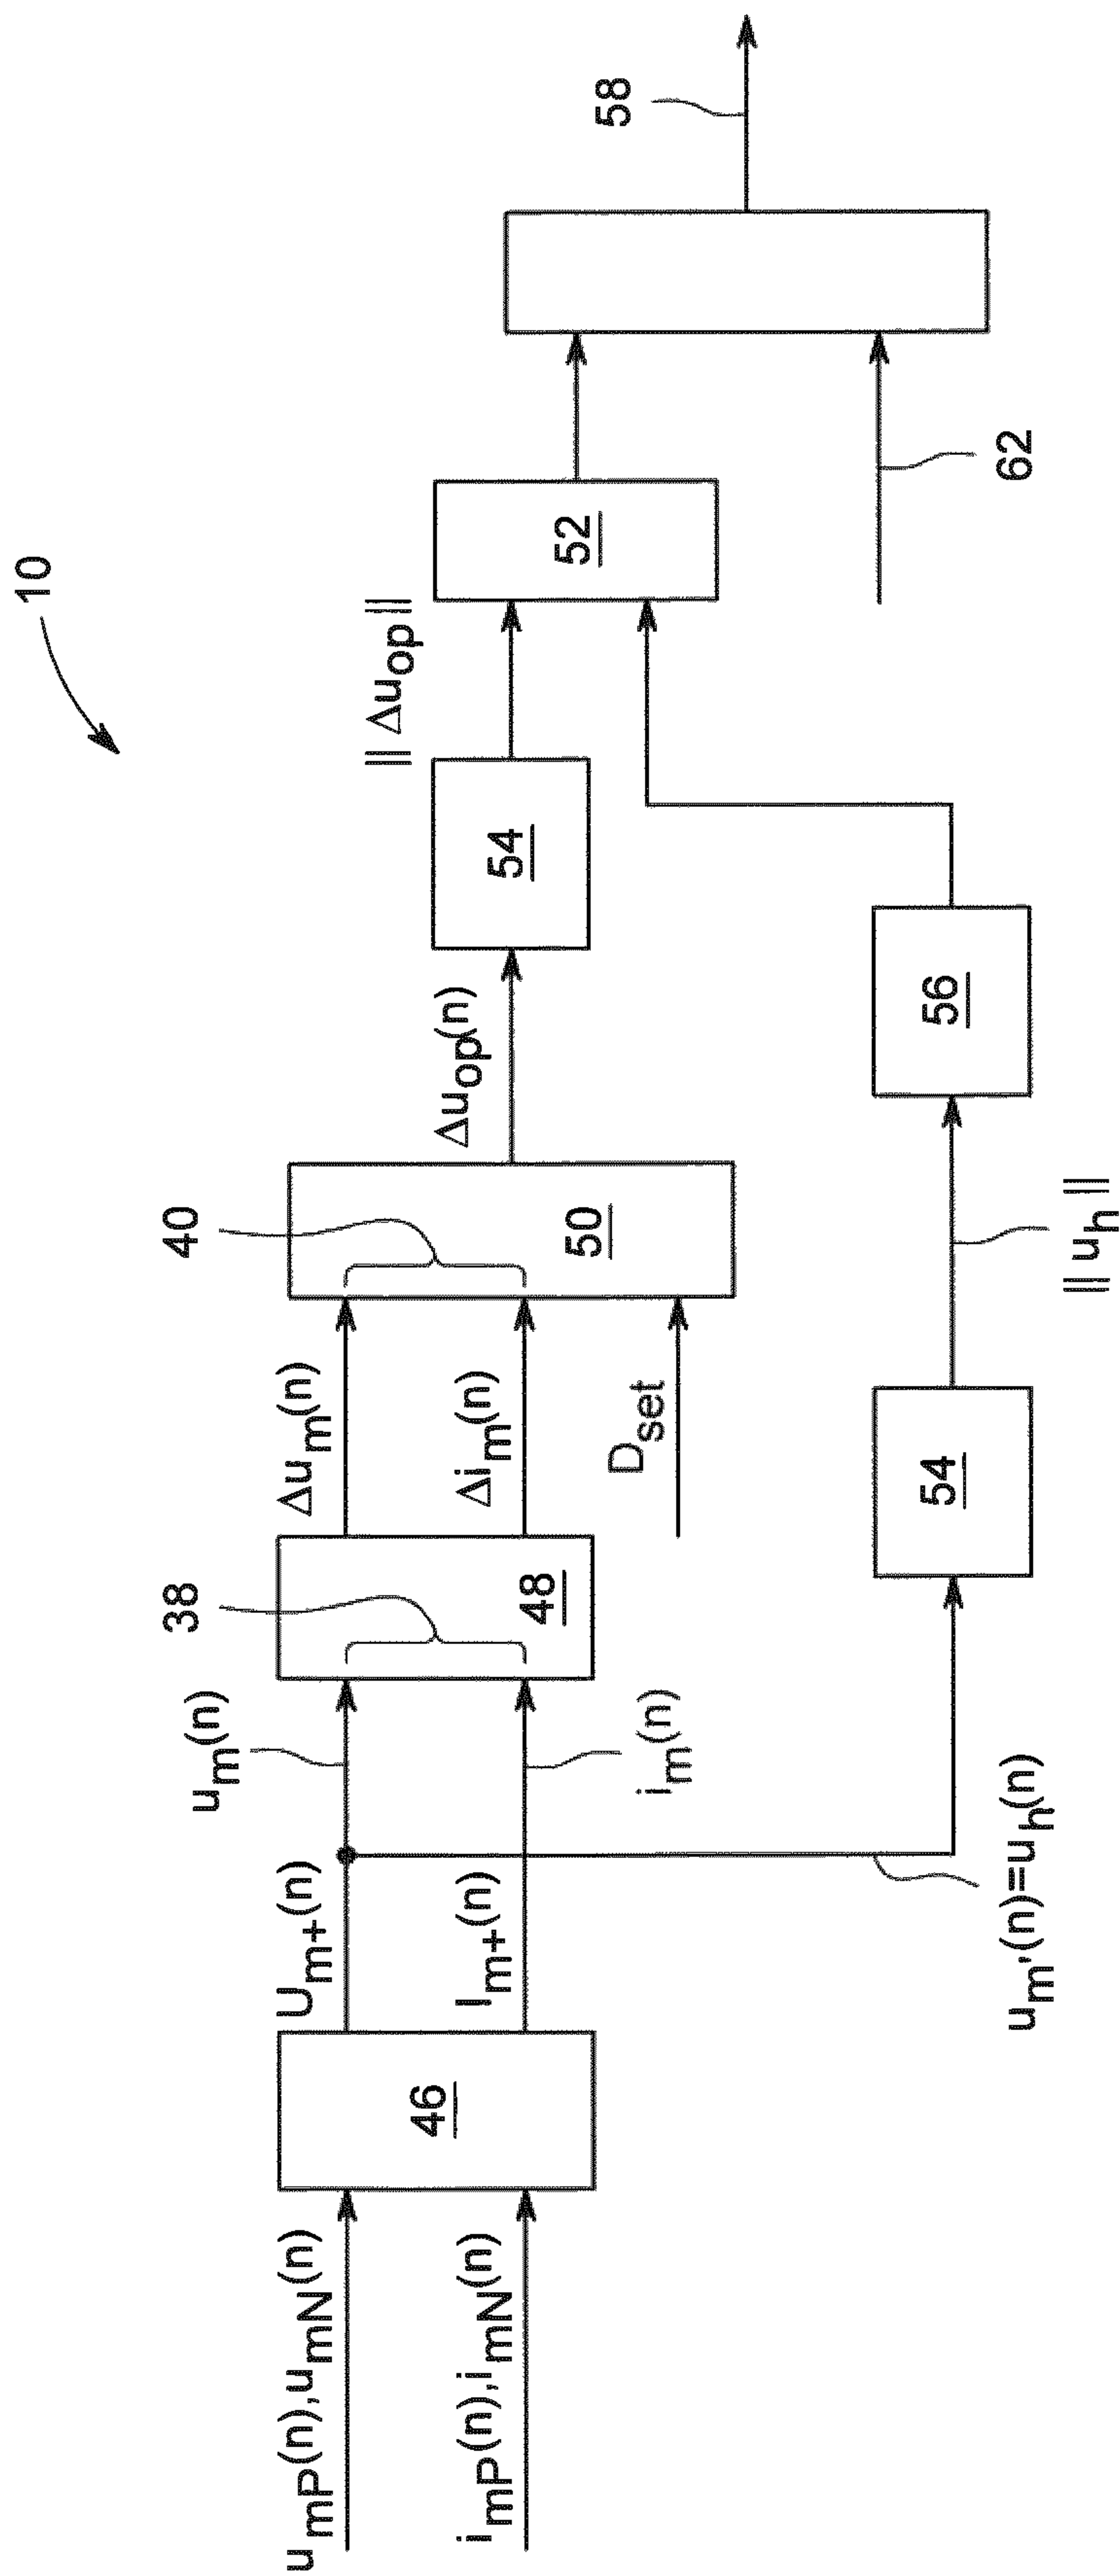 10
u_mP(n),u_mN(n)
i_mP(n),i_mN(n)
46
U_m+(n)
I_m+(n)
u_m(n)
i_m(n)
38
48
Δu_m(n)
Δi_m(n)
D_set
40
50
Δu_op(n)
54
|| Δu_op ||
52
u_m'(n)=u_h(n)
54
|| u_h ||
56
62
58